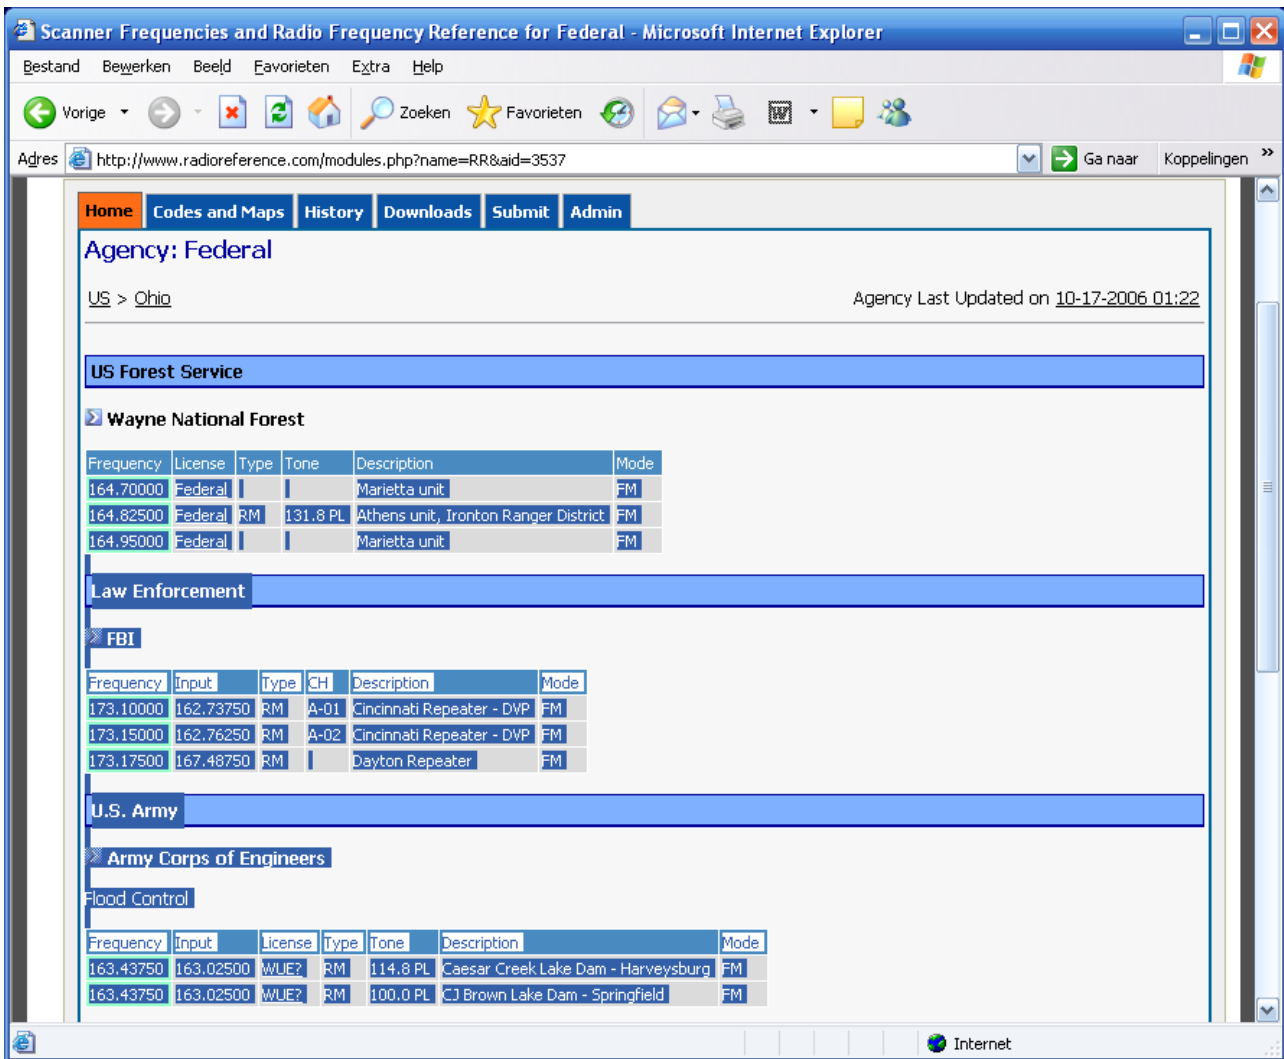 Scanner Frequencies and Radio Frequency Reference for Federal - Microsoft Internet Explorer
Bestand Bewerken Beeld Favorieten Extra Help
Vorige Zoeken Favorieten
Adres http://www.radioreference.com/modules.php?name=RR&aid=3537 Ga naar Koppelingen »
Home Codes and Maps History Downloads Submit Admin
Agency: Federal
US > Ohio Agency Last Updated on 10-17-2006 01:22
US Forest Service
Wayne National Forest
Frequency License Type Tone Description Mode
164.70000 Federal Marietta unit FM
164.82500 Federal RM 131.8 PL Athens unit, Ironton Ranger District FM
164.95000 Federal Marietta unit FM
Law Enforcement
FBI
Frequency Input Type CH Description Mode
173.10000 162.73750 RM A-01 Cincinnati Repeater - DVP FM
173.15000 162.76250 RM A-02 Cincinnati Repeater - DVP FM
173.17500 167.48750 RM Dayton Repeater FM
U.S. Army
Army Corps of Engineers
Flood Control
Frequency Input License Type Tone Description Mode
163.43750 163.02500 WUE? RM 114.8 PL Caesar Creek Lake Dam - Harveysburg FM
163.43750 163.02500 WUE? RM 100.0 PL CJ Brown Lake Dam - Springfield FM
Internet